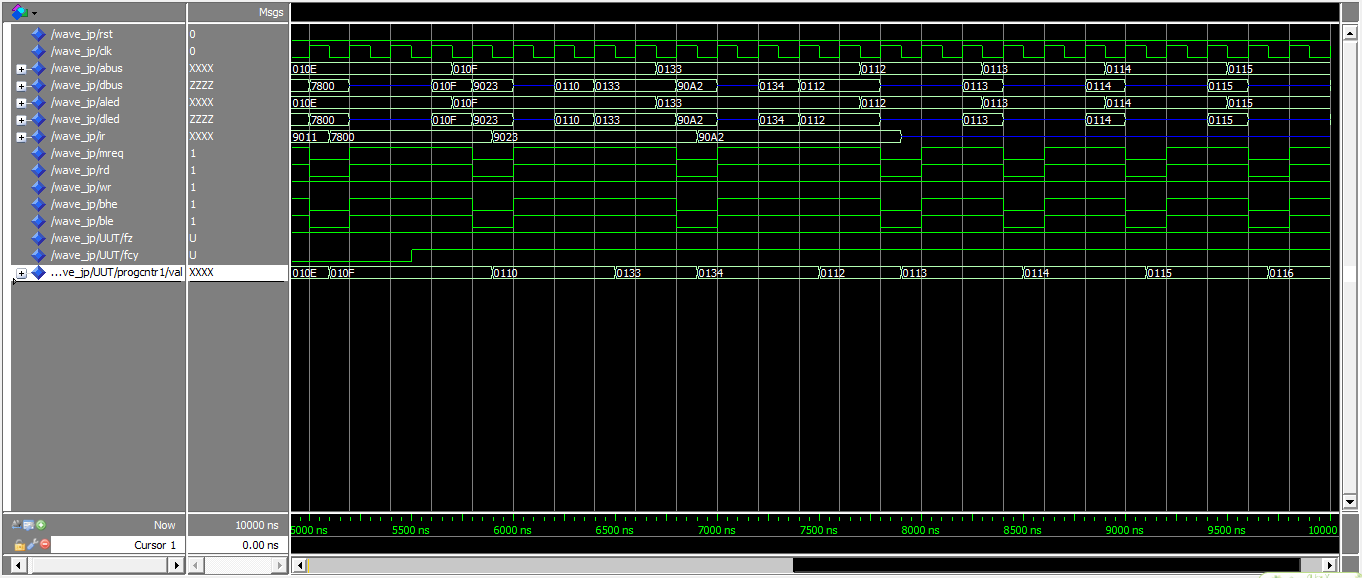 Msgs
/wave_jp/rst 0
/wave_jp/clk 0
/wave_jp/abus XXXX 010E 010F 0133 0112 0113 0114 0115
/wave_jp/dbus ZZZZ 7800 010F 9023 0110 0133 90A2 0134 0112 0113 0114 0115
/wave_jp/aled XXXX 010E 010F 0133 0112 0113 0114 0115
/wave_jp/dled ZZZZ 7800 010F 9023 0110 0133 90A2 0134 0112 0113 0114 0115
/wave_jp/ir XXXX 9011 7800 9023 90A2
/wave_jp/mreq 1
/wave_jp/rd 1
/wave_jp/wr 1
/wave_jp/bhe 1
/wave_jp/ble 1
/wave_jp/UUT/fz U
/wave_jp/UUT/fcy U
...ve_jp/UUT/progcntr1/val XXXX 010E 010F 0110 0133 0134 0112 0113 0114 0115 0116
Now 10000 ns 5000 ns 5500 ns 6000 ns 6500 ns 7000 ns 7500 ns 8000 ns 8500 ns 9000 ns 9500 ns 10000
Cursor 1 0.00 ns